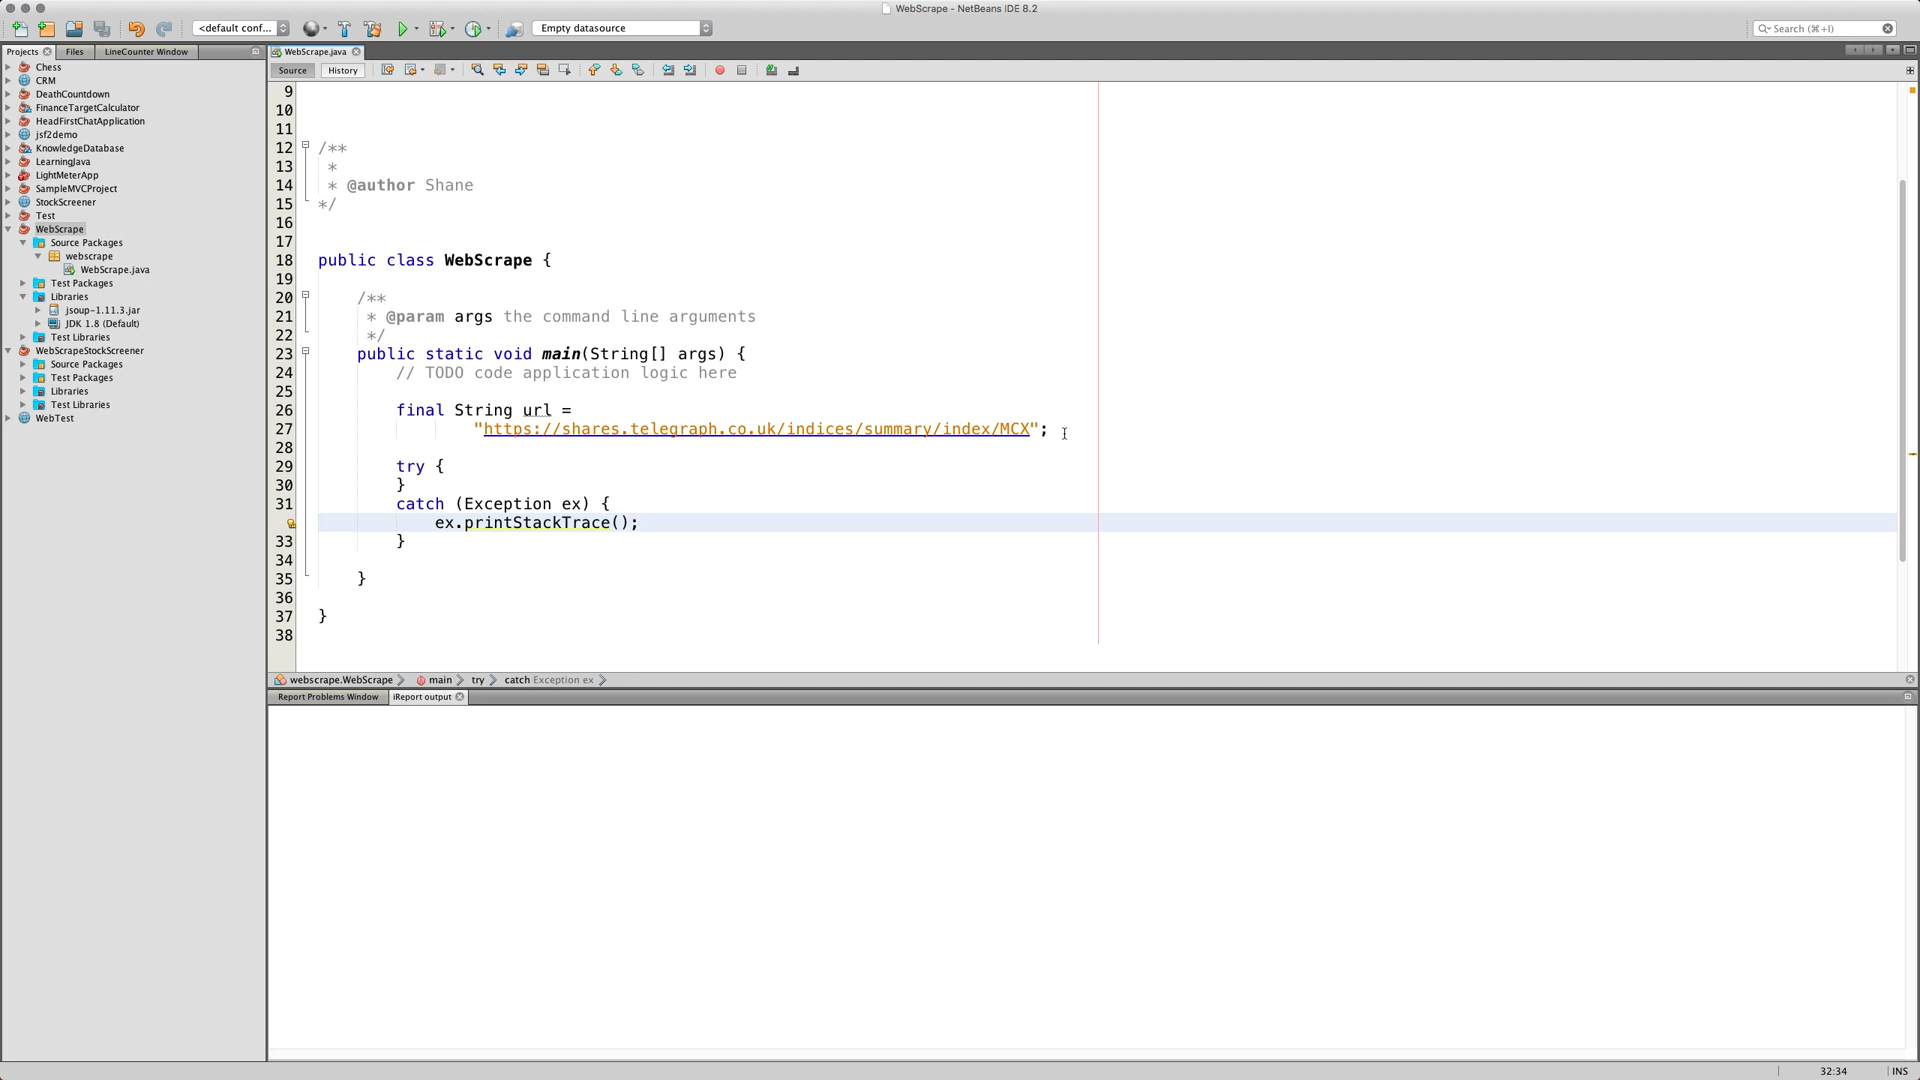 WebScrape - NetBeans IDE 8.2
<default conf...
Empty datasource
Search (⌘+I)
Projects
Files
LineCounter Window
WebScrape.java
Source
History
Chess
CRM
DeathCountdown
FinanceTargetCalculator
HeadFirstChatApplication
jsf2demo
KnowledgeDatabase
LearningJava
LightMeterApp
SampleMVCProject
StockScreener
Test
WebScrape
Source Packages
webscrape
WebScrape.java
Test Packages
Libraries
jsoup-1.11.3.jar
JDK 1.8 (Default)
Test Libraries
WebScrapeStockScreener
Source Packages
Test Packages
Libraries
Test Libraries
WebTest
9
10
11
12 /**
13 *
14 * @author Shane
15 */
16
17
18 public class WebScrape {
19
20 /**
21 * @param args the command line arguments
22 */
23 public static void main(String[] args) {
24 // TODO code application logic here
25
26 final String url =
27 "https://shares.telegraph.co.uk/indices/summary/index/MCX";
28
29 try {
30 }
31 catch (Exception ex) {
ex.printStackTrace();
33 }
34
35 }
36
37 }
38
webscrape.WebScrape
main
try
catch Exception ex
Report Problems Window
iReport output
32:34
INS